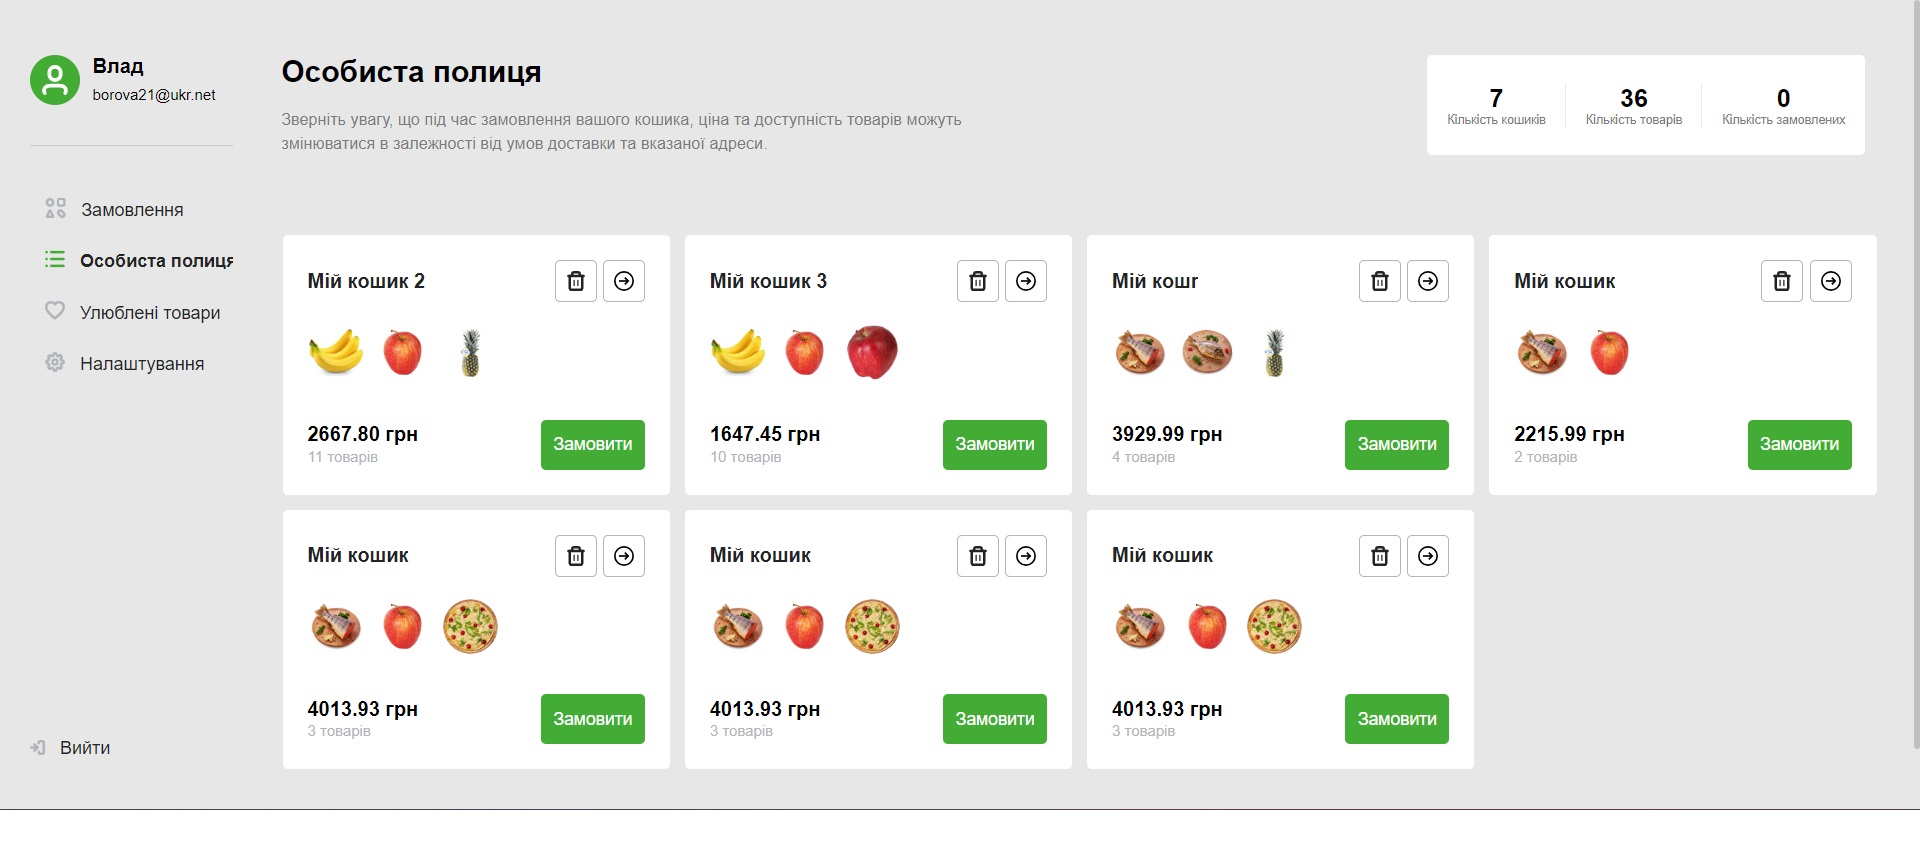 Влад
borova21@ukr.net
Замовлення
Особиста полиця
Улюблені товари
Налаштування
Вийти
Особиста полиця
Зверніть увагу, що під час замовлення вашого кошика, ціна та доступність товарів можуть
змінюватися в залежності від умов доставки та вказаної адреси.
7
Кількість кошиків
36
Кількість товарів
0
Кількість замовлених
Мій кошик 2
2667.80 грн
11 товарів
Замовити
Мій кошик 3
1647.45 грн
10 товарів
Замовити
Мій кошr
3929.99 грн
4 товарів
Замовити
Мій кошик
2215.99 грн
2 товарів
Замовити
Мій кошик
4013.93 грн
3 товарів
Замовити
Мій кошик
4013.93 грн
3 товарів
Замовити
Мій кошик
4013.93 грн
3 товарів
Замовити